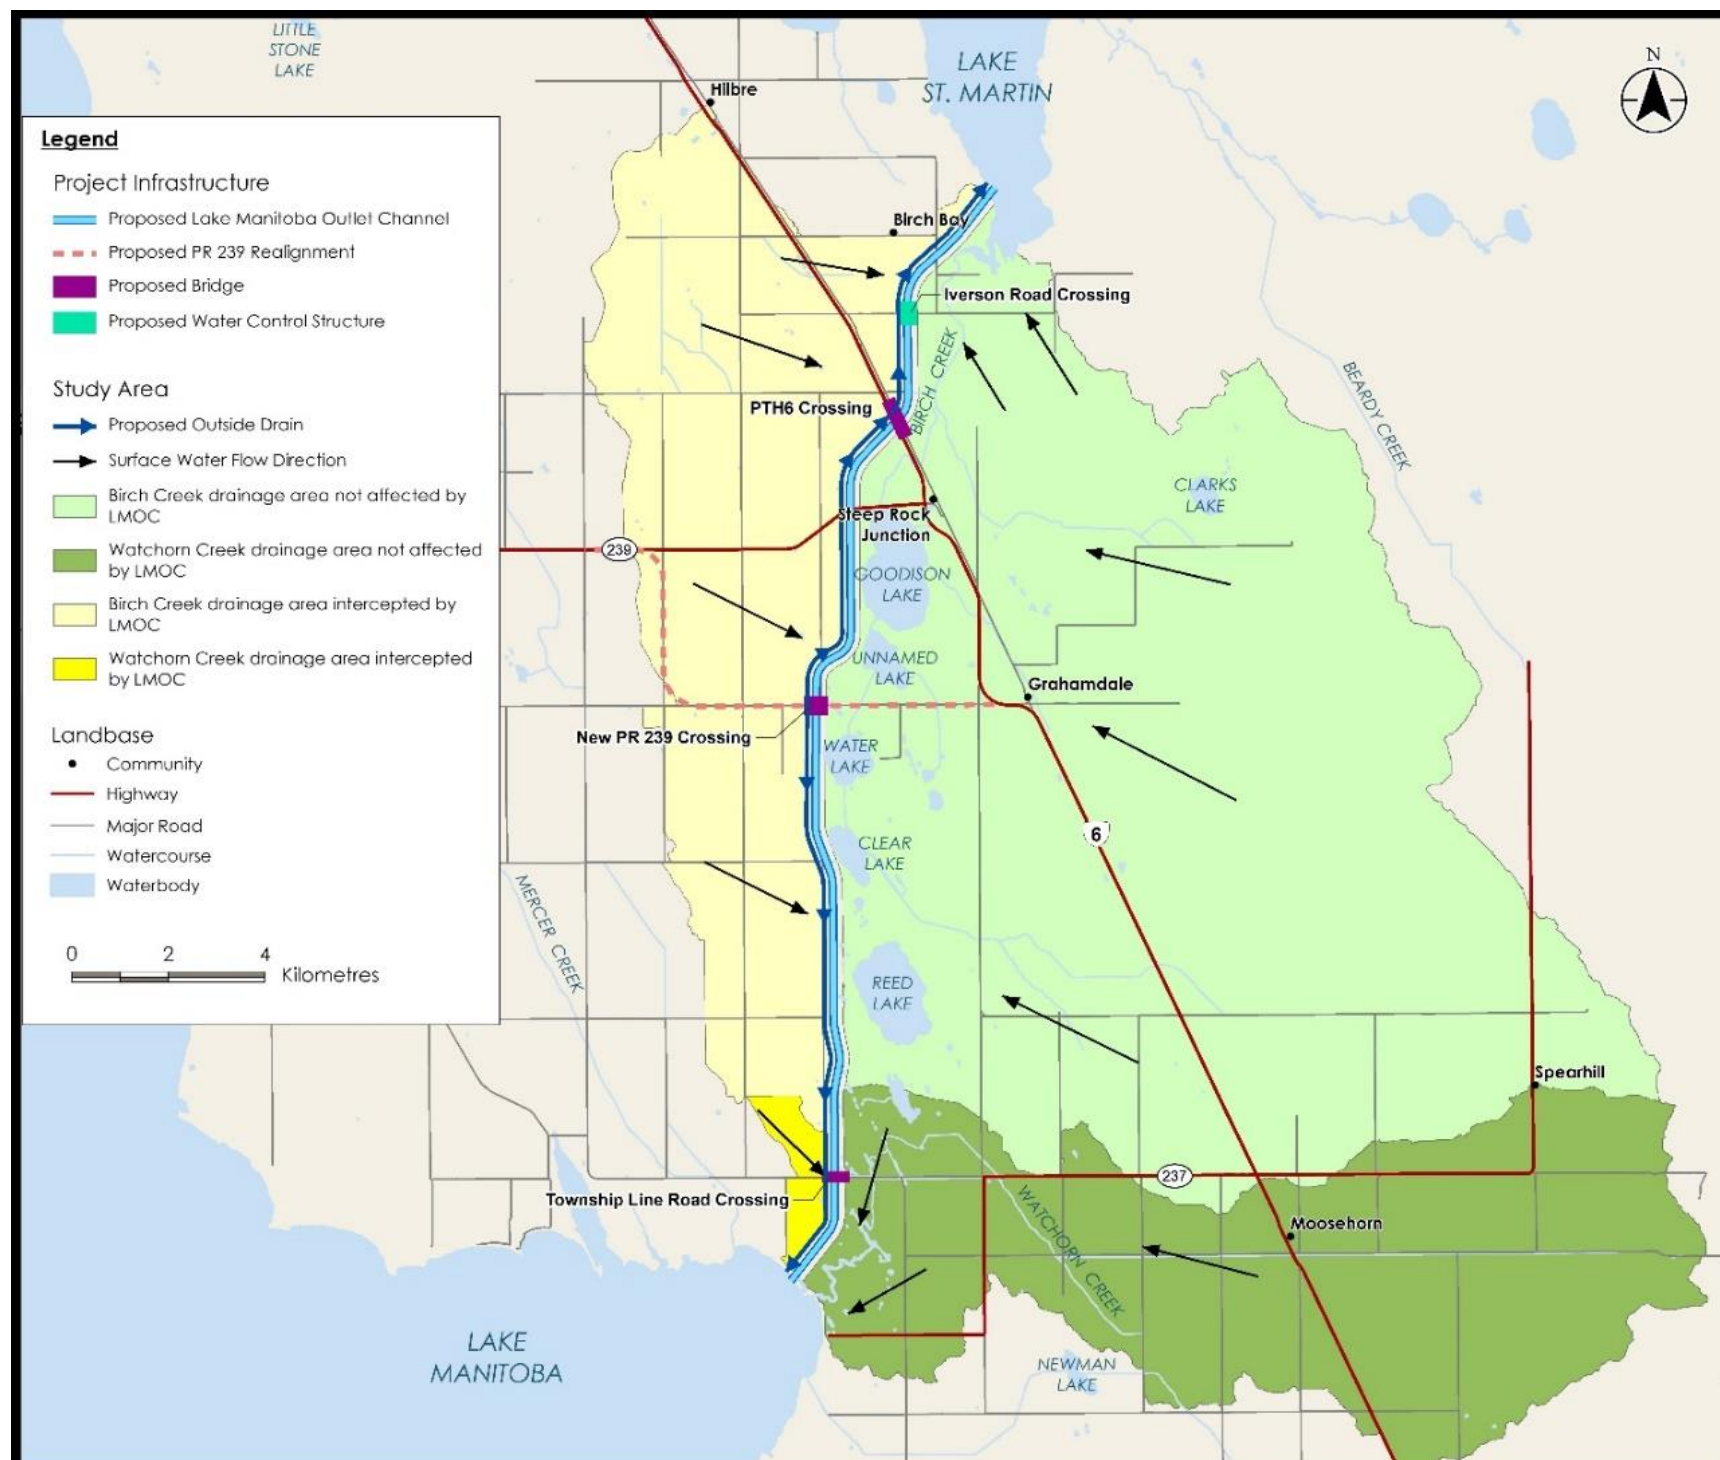 LITTLE
STONE
LAKE
LAKE
ST. MARTIN
N
Hilbre
Legend
Project Infrastructure
Proposed Lake Manitoba Outlet Channel
Proposed PR 239 Realignment
Proposed Bridge
Proposed Water Control Structure
Study Area
Proposed Outside Drain
Surface Water Flow Direction
Birch Creek drainage area not affected by
LMOC
Watchorn Creek drainage area not affected
by LMOC
Birch Creek drainage area intercepted by
LMOC
Watchorn Creek drainage area intercepted
by LMOC
Landbase
Community
Highway
Major Road
Watercourse
Waterbody
0 2 4
Kilometres
Birch Bay
Iverson Road Crossing
BIRCH CREEK
PTH6 Crossing
BEARDY CREEK
CLARKS
LAKE
Steep Rock
Junction
239
GOODISON
LAKE
UNNAMED
LAKE
Grahamdale
New PR 239 Crossing
WATER
LAKE
6
CLEAR
LAKE
MERCER CREEK
REED
LAKE
Spearhill
237
Township Line Road Crossing
WATCHORN CREEK
Moosehorn
LAKE
MANITOBA
NEWMAN
LAKE